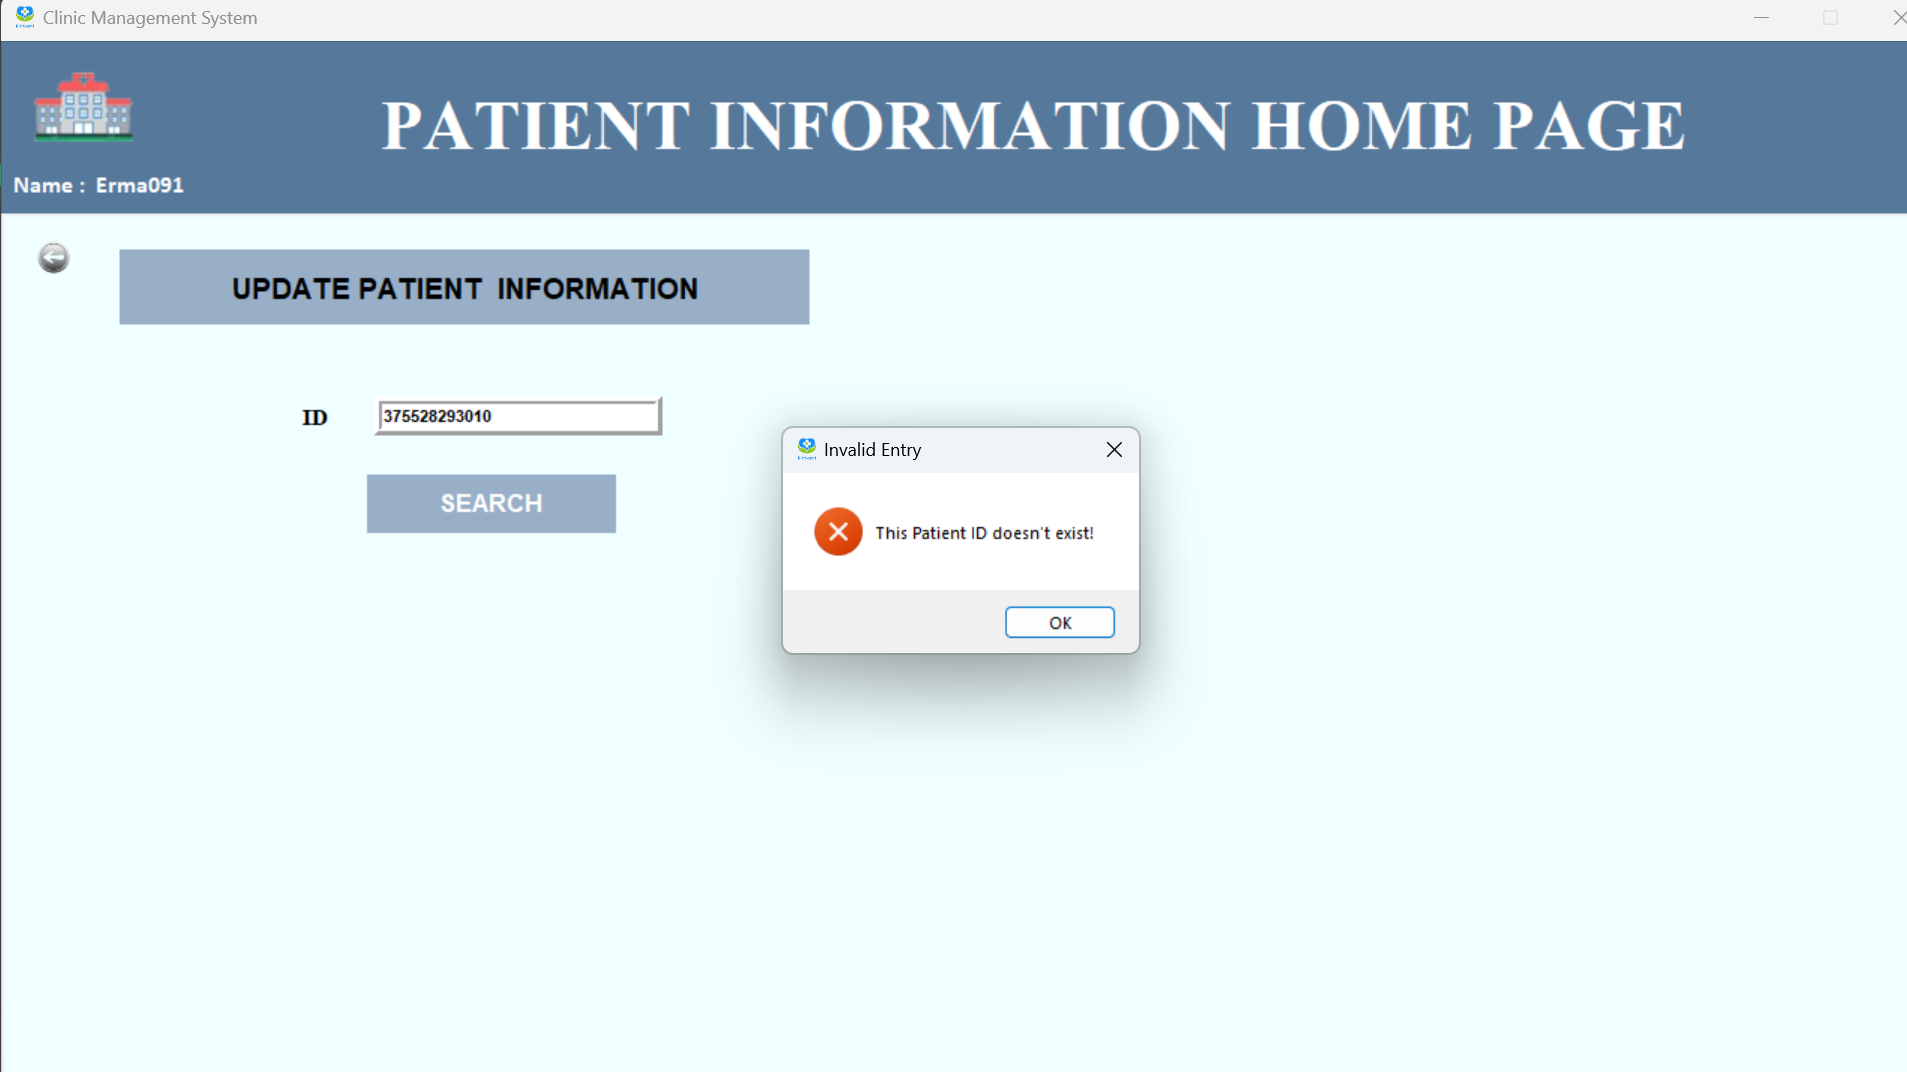 Clinic Management System
PATIENT INFORMATION HOME PAGE
Name : Erma091
UPDATE PATIENT INFORMATION
ID 375528293010
SEARCH
Invalid Entry
This Patient ID doesn't exist!
OK